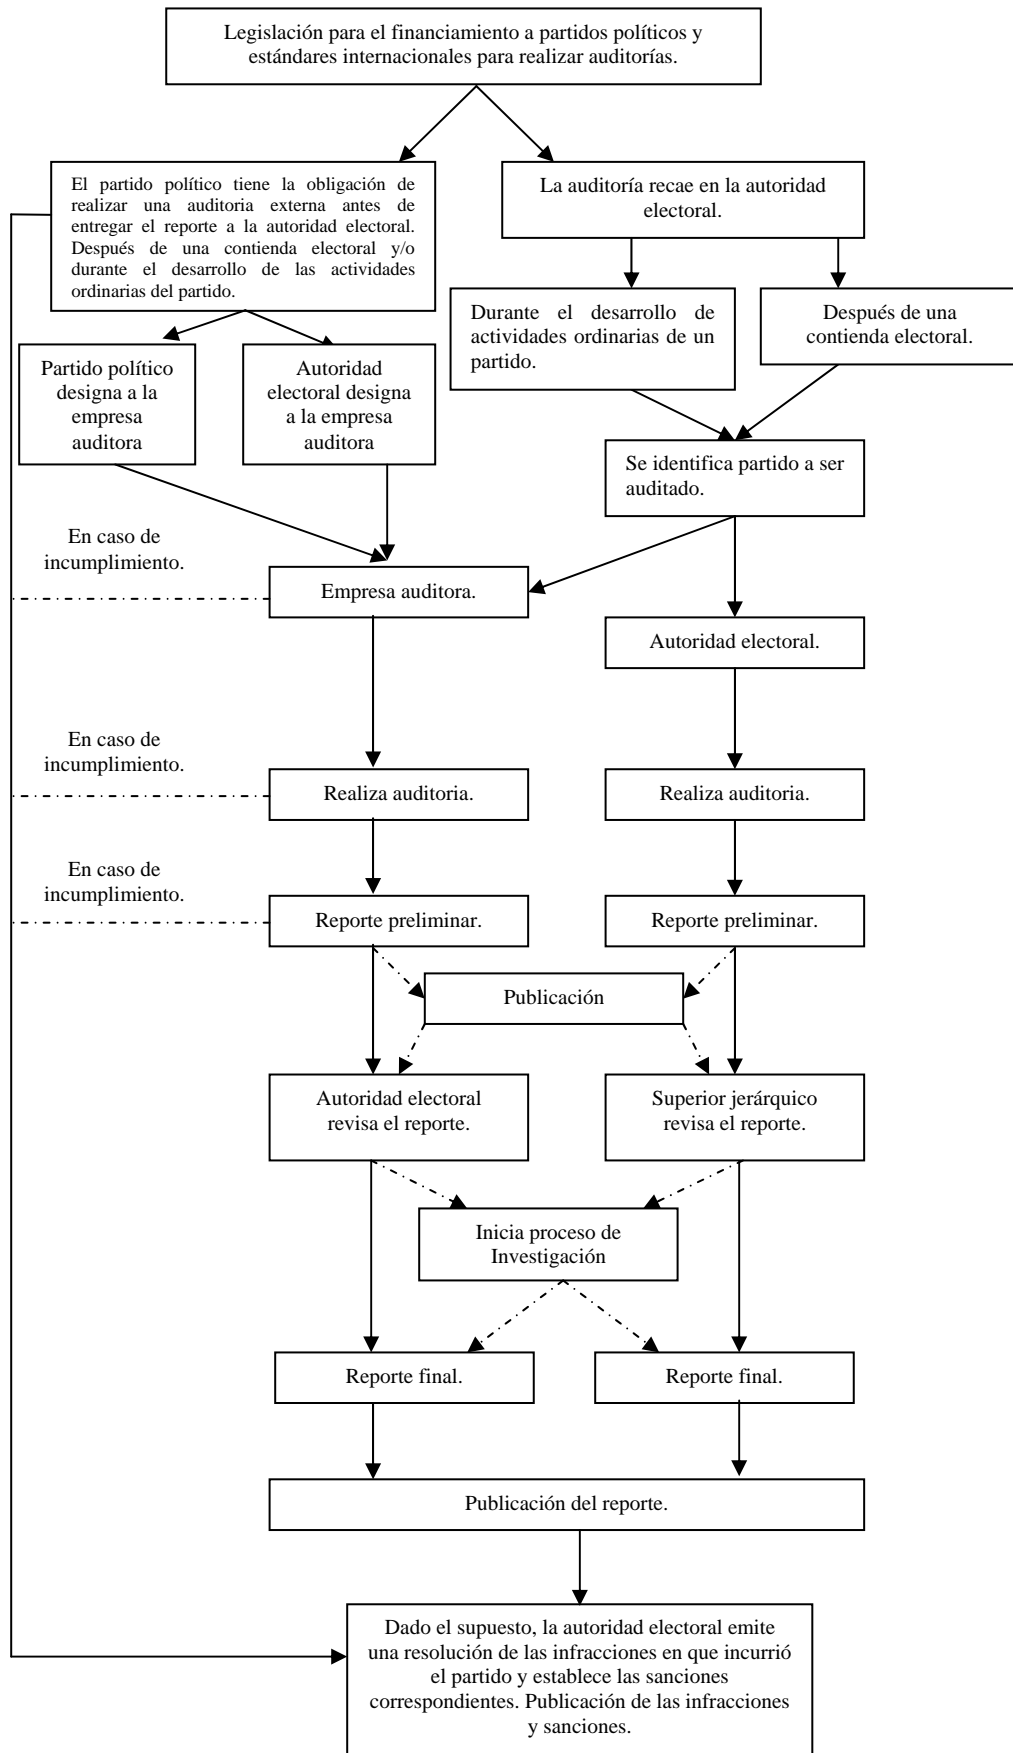 Legislación para el financiamiento a partidos políticos y
estándares internacionales para realizar auditorías.
El partido político tiene la obligación de
realizar una auditoria externa antes de
entregar el reporte a la autoridad electoral.
Después de una contienda electoral y/o
durante el desarrollo de las actividades
ordinarias del partido.
La auditoría recae en la autoridad
electoral.
Durante el desarrollo de
actividades ordinarias de un
partido.
Después de una
contienda electoral.
Partido político
designa a la
empresa
auditora
Autoridad
electoral designa
a la empresa
auditora
Se identifica partido a ser
auditado.
En caso de
incumplimiento.
Empresa auditora.
Autoridad electoral.
En caso de
incumplimiento.
Realiza auditoria.
Realiza auditoria.
En caso de
incumplimiento.
Reporte preliminar.
Reporte preliminar.
Publicación
Autoridad electoral
revisa el reporte.
Superior jerárquico
revisa el reporte.
Inicia proceso de
Investigación
Reporte final.
Reporte final.
Publicación del reporte.
Dado el supuesto, la autoridad electoral emite
una resolución de las infracciones en que incurrió
el partido y establece las sanciones
correspondientes. Publicación de las infracciones
y sanciones.